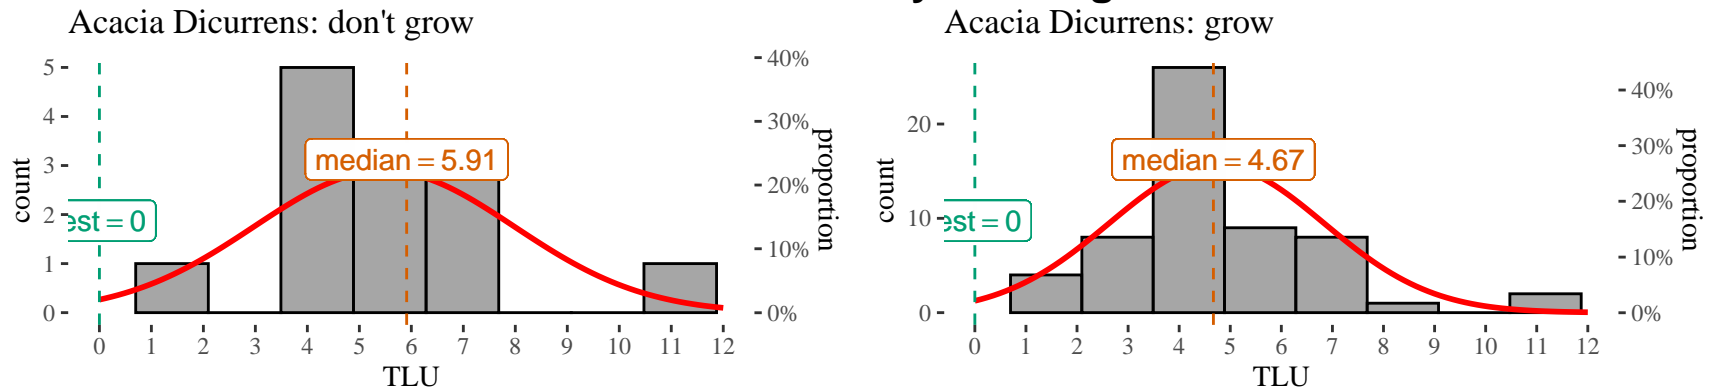 Acacia Dicurrens: don't grow
count
5
4
3
2
1
0
median = 5.91
est = 0
40%
30%
20%
10%
0%
proportion
0 1 2 3 4 5 6 7 8 9 10 11 12
TLU
Acacia Dicurrens: grow
count
20
10
0
median = 4.67
est = 0
40%
30%
20%
10%
0%
proportion
0 1 2 3 4 5 6 7 8 9 10 11 12
TLU